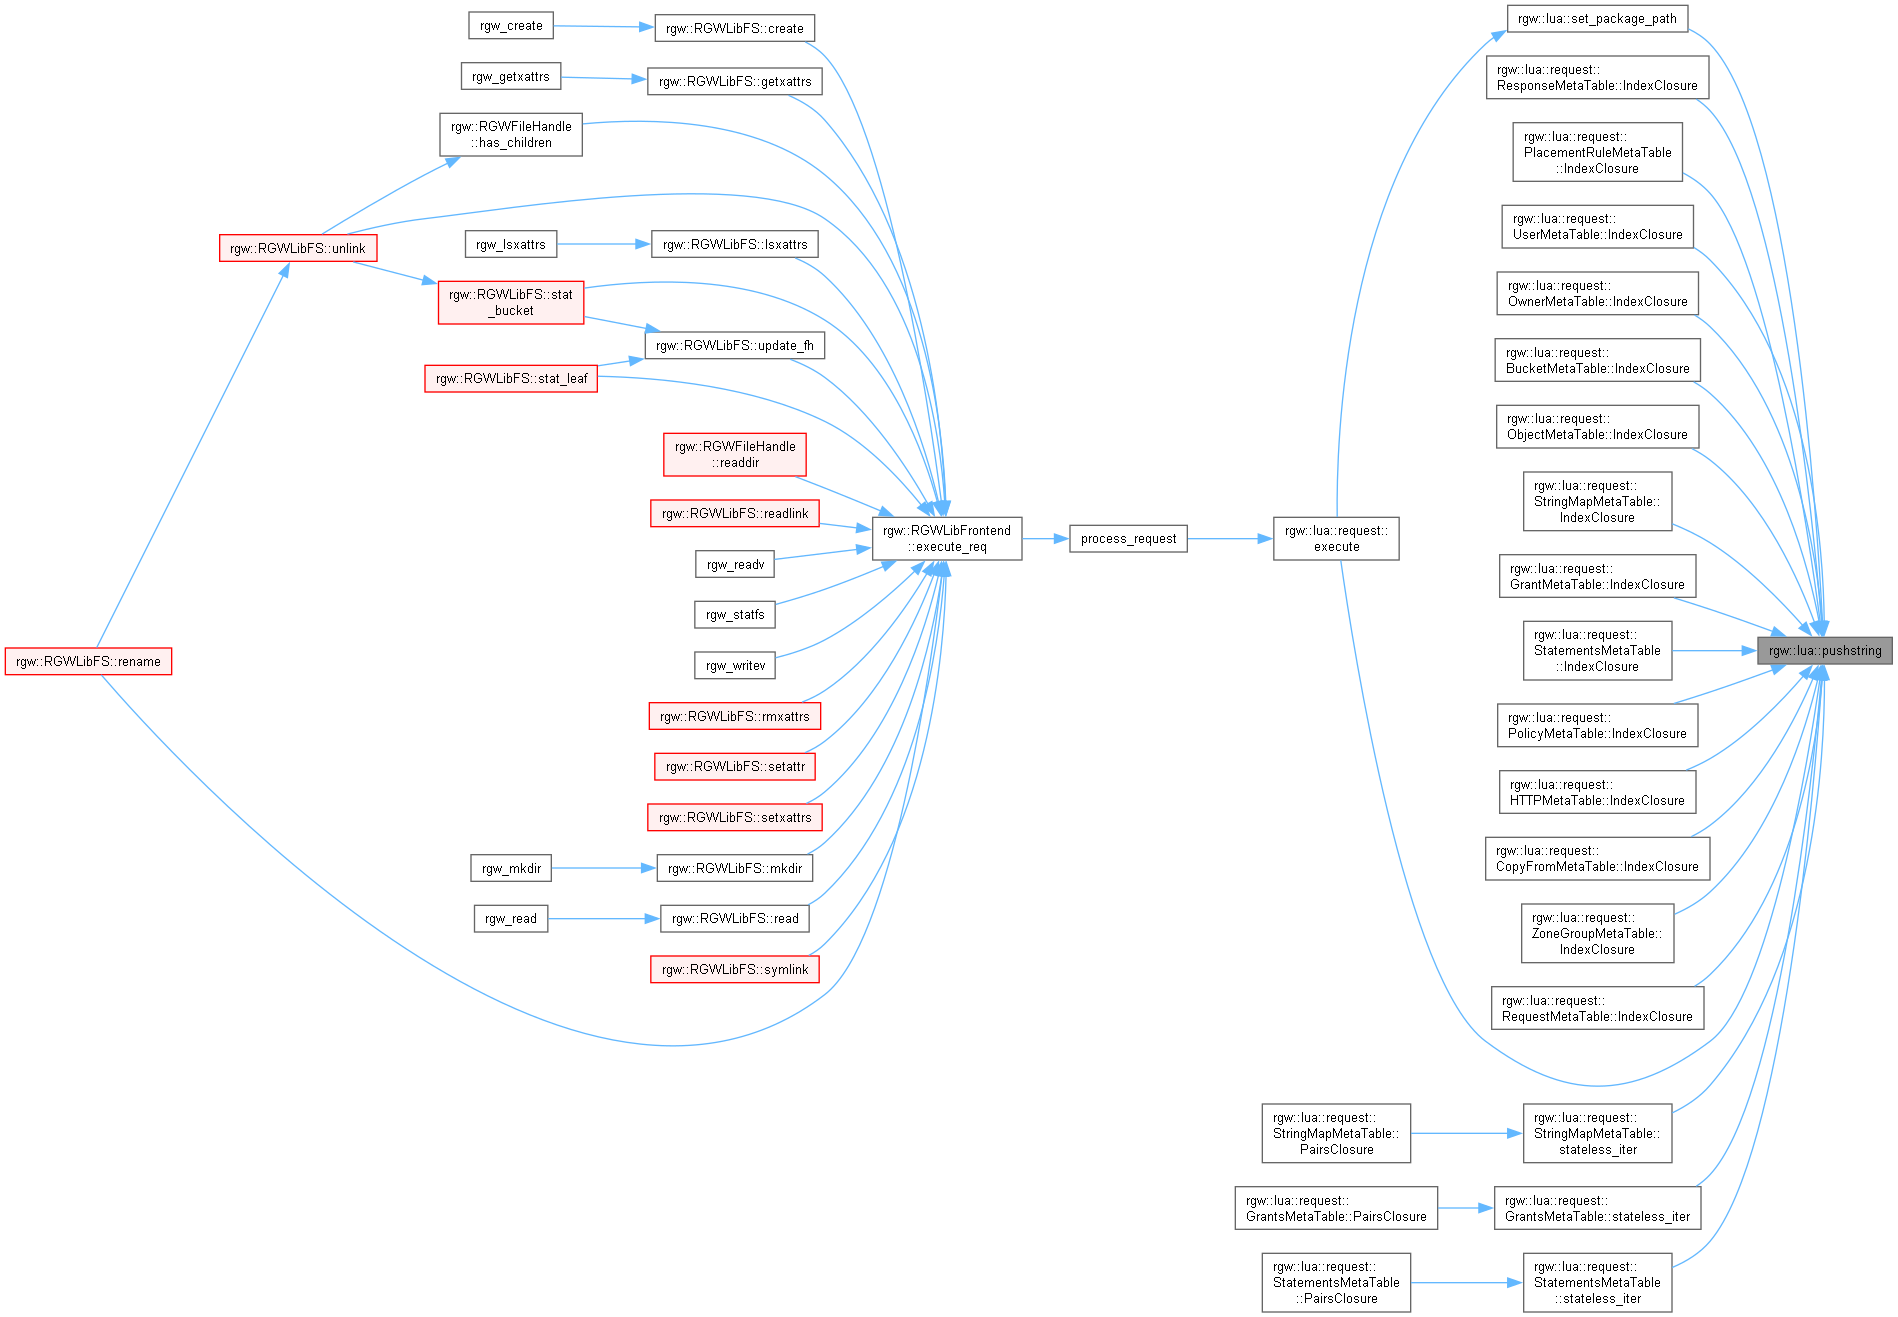 rgw_create
rgw::RGWLibFS::create
rgw_getxattrs
rgw::RGWLibFS::getxattrs
rgw::RGWFileHandle
::has_children
rgw::RGWLibFS::unlink
rgw_lsxattrs
rgw::RGWLibFS::lsxattrs
rgw::RGWLibFS::stat
_bucket
rgw::RGWLibFS::update_fh
rgw::RGWLibFS::stat_leaf
rgw::RGWFileHandle
::readdir
rgw::RGWLibFS::readlink
rgw_readv
rgw_statfs
rgw_writev
rgw::RGWLibFS::rename
rgw::RGWLibFS::rmxattrs
rgw::RGWLibFS::setattr
rgw::RGWLibFS::setxattrs
rgw_mkdir
rgw::RGWLibFS::mkdir
rgw_read
rgw::RGWLibFS::read
rgw::RGWLibFS::symlink
rgw::RGWLibFrontend
::execute_req
process_request
rgw::lua::request::
execute
rgw::lua::set_package_path
rgw::lua::request::
ResponseMetaTable::IndexClosure
rgw::lua::request::
PlacementRuleMetaTable
::IndexClosure
rgw::lua::request::
UserMetaTable::IndexClosure
rgw::lua::request::
OwnerMetaTable::IndexClosure
rgw::lua::request::
BucketMetaTable::IndexClosure
rgw::lua::request::
ObjectMetaTable::IndexClosure
rgw::lua::request::
StringMapMetaTable::
IndexClosure
rgw::lua::request::
GrantMetaTable::IndexClosure
rgw::lua::request::
StatementsMetaTable
::IndexClosure
rgw::lua::pushstring
rgw::lua::request::
PolicyMetaTable::IndexClosure
rgw::lua::request::
HTTPMetaTable::IndexClosure
rgw::lua::request::
CopyFromMetaTable::IndexClosure
rgw::lua::request::
ZoneGroupMetaTable::
IndexClosure
rgw::lua::request::
RequestMetaTable::IndexClosure
rgw::lua::request::
StringMapMetaTable::
PairsClosure
rgw::lua::request::
StringMapMetaTable::
stateless_iter
rgw::lua::request::
GrantsMetaTable::PairsClosure
rgw::lua::request::
GrantsMetaTable::stateless_iter
rgw::lua::request::
StatementsMetaTable
::PairsClosure
rgw::lua::request::
StatementsMetaTable
::stateless_iter